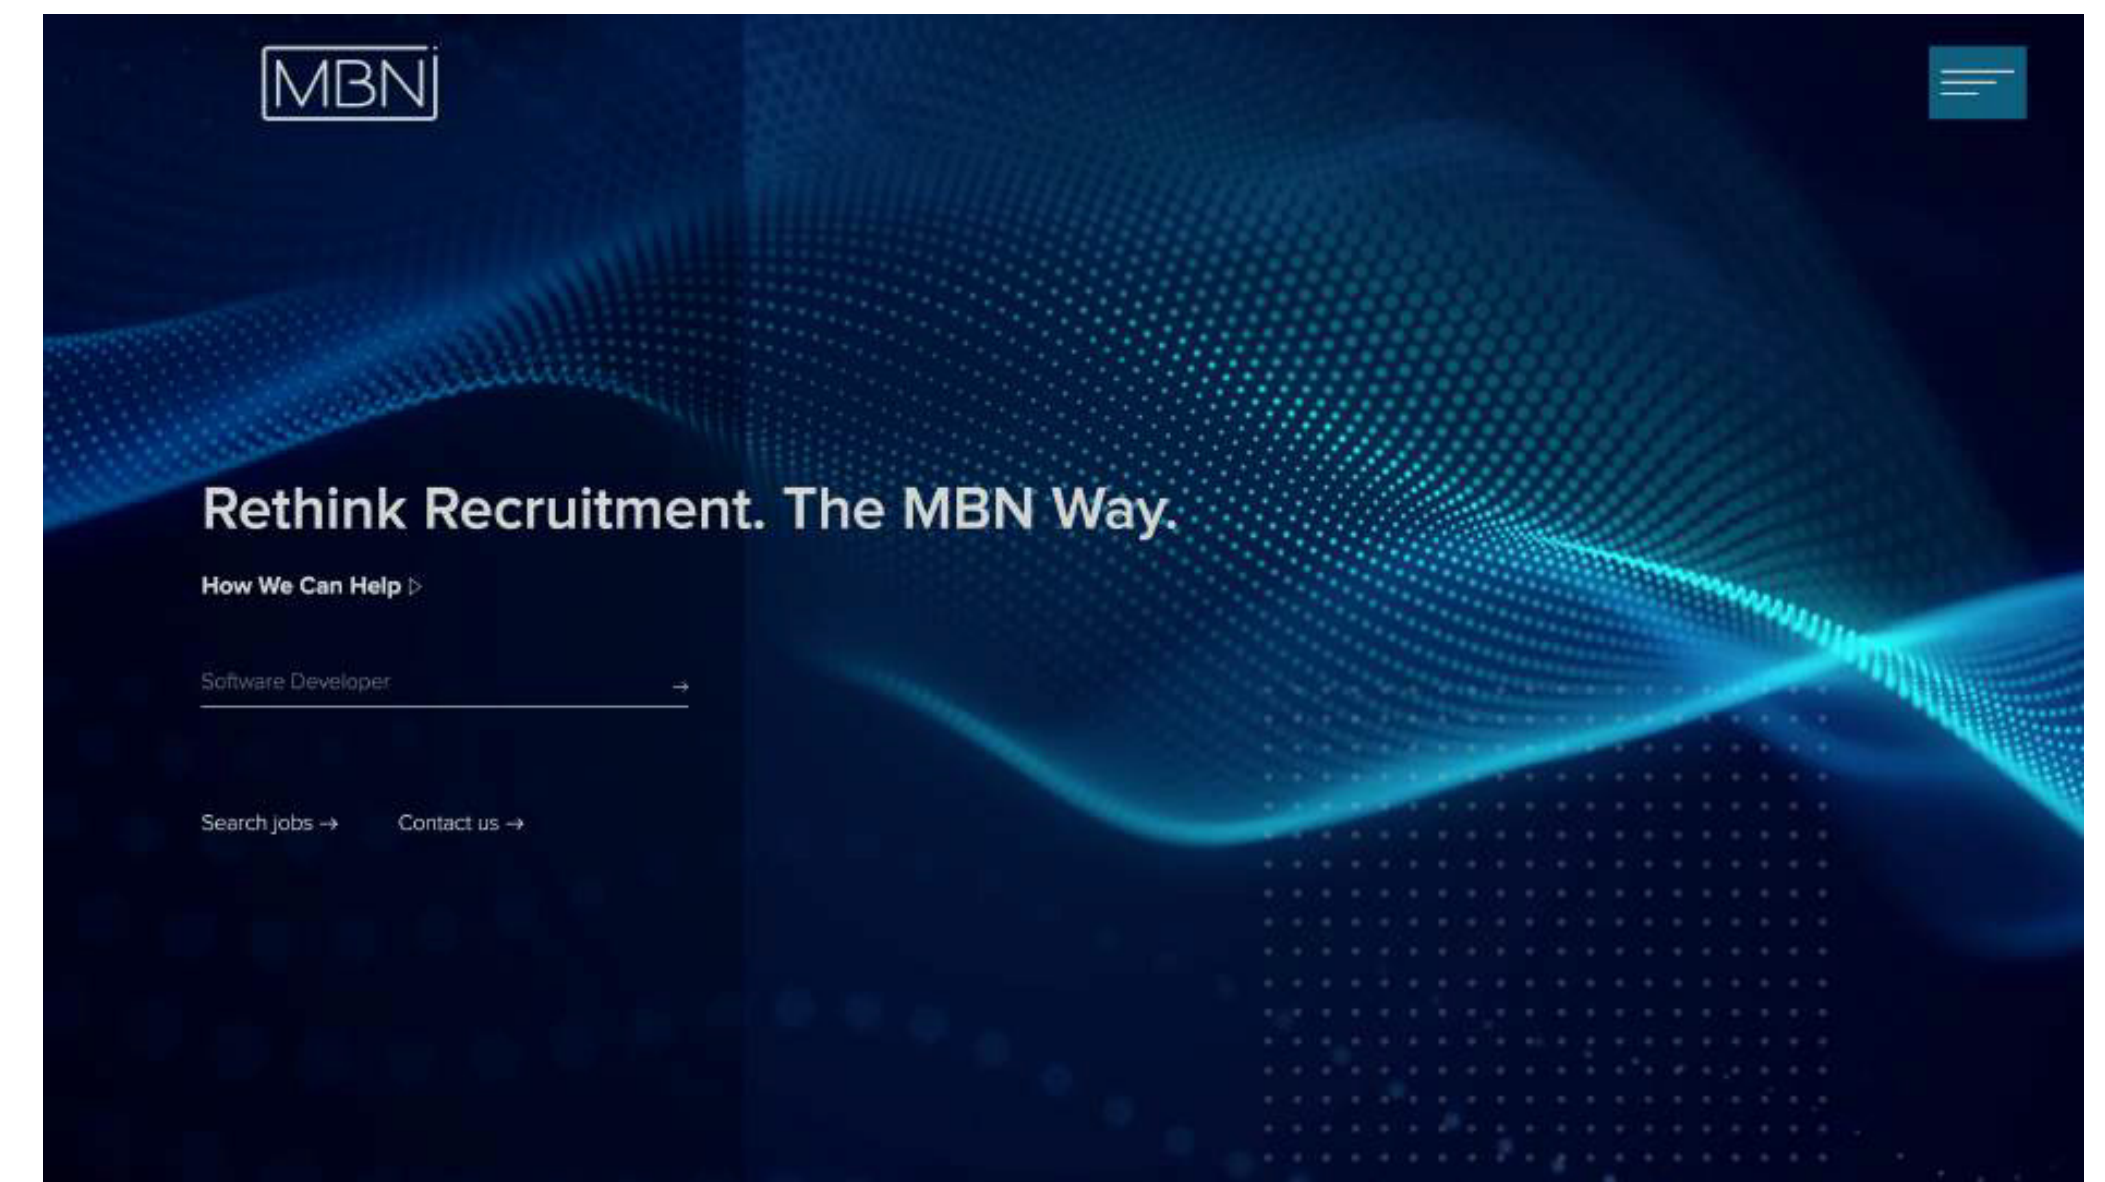 MBN
Rethink Recruitment. The MBN Way.
How We Can Help ▷
Software Developer →
Search jobs → Contact us →